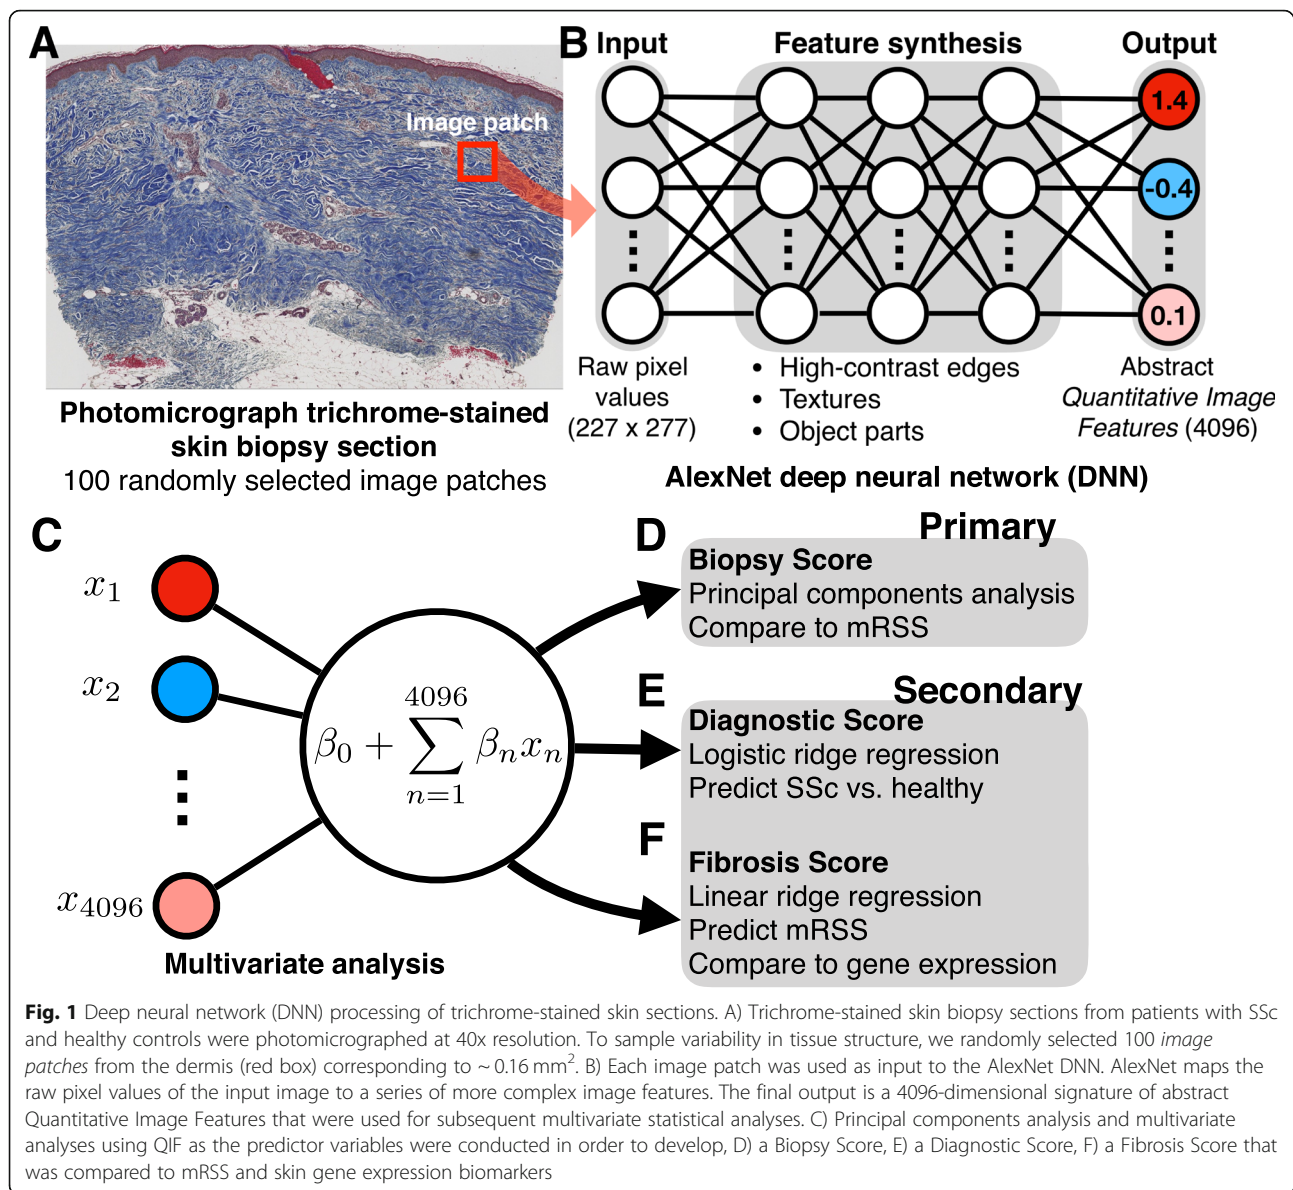 A
Image patch
Photomicrograph trichrome-stained
skin biopsy section
100 randomly selected image patches
B
Input
Feature synthesis
Output
1.4
-0.4
0.1
Raw pixel
values
(227 x 277)
• High-contrast edges
• Textures
• Object parts
Abstract
Quantitative Image
Features (4096)
AlexNet deep neural network (DNN)
C
x1
x2
x4096
β0 + ∑ βnxn
4096
n=1
Multivariate analysis
D
Primary
Biopsy Score
Principal components analysis
Compare to mRSS
E
Secondary
Diagnostic Score
Logistic ridge regression
Predict SSc vs. healthy
F
Fibrosis Score
Linear ridge regression
Predict mRSS
Compare to gene expression
Fig. 1 Deep neural network (DNN) processing of trichrome-stained skin sections. A) Trichrome-stained skin biopsy sections from patients with SSc
and healthy controls were photomicrographed at 40x resolution. To sample variability in tissue structure, we randomly selected 100 image
patches from the dermis (red box) corresponding to ~ 0.16 mm². B) Each image patch was used as input to the AlexNet DNN. AlexNet maps the
raw pixel values of the input image to a series of more complex image features. The final output is a 4096-dimensional signature of abstract
Quantitative Image Features that were used for subsequent multivariate statistical analyses. C) Principal components analysis and multivariate
analyses using QIF as the predictor variables were conducted in order to develop, D) a Biopsy Score, E) a Diagnostic Score, F) a Fibrosis Score that
was compared to mRSS and skin gene expression biomarkers